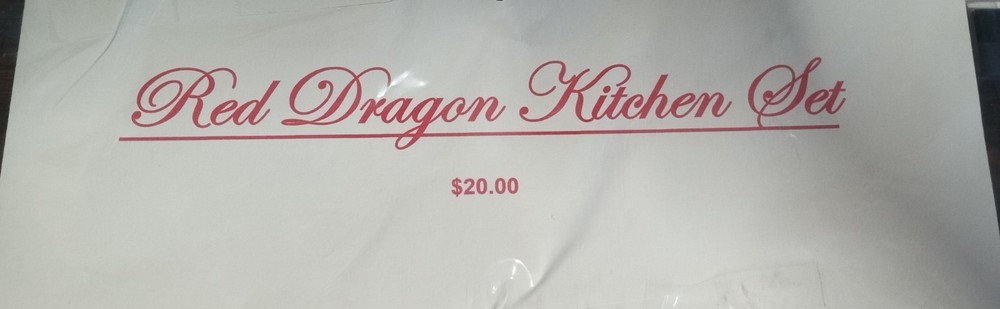 Red Dragon Kitchen Set
$20.00